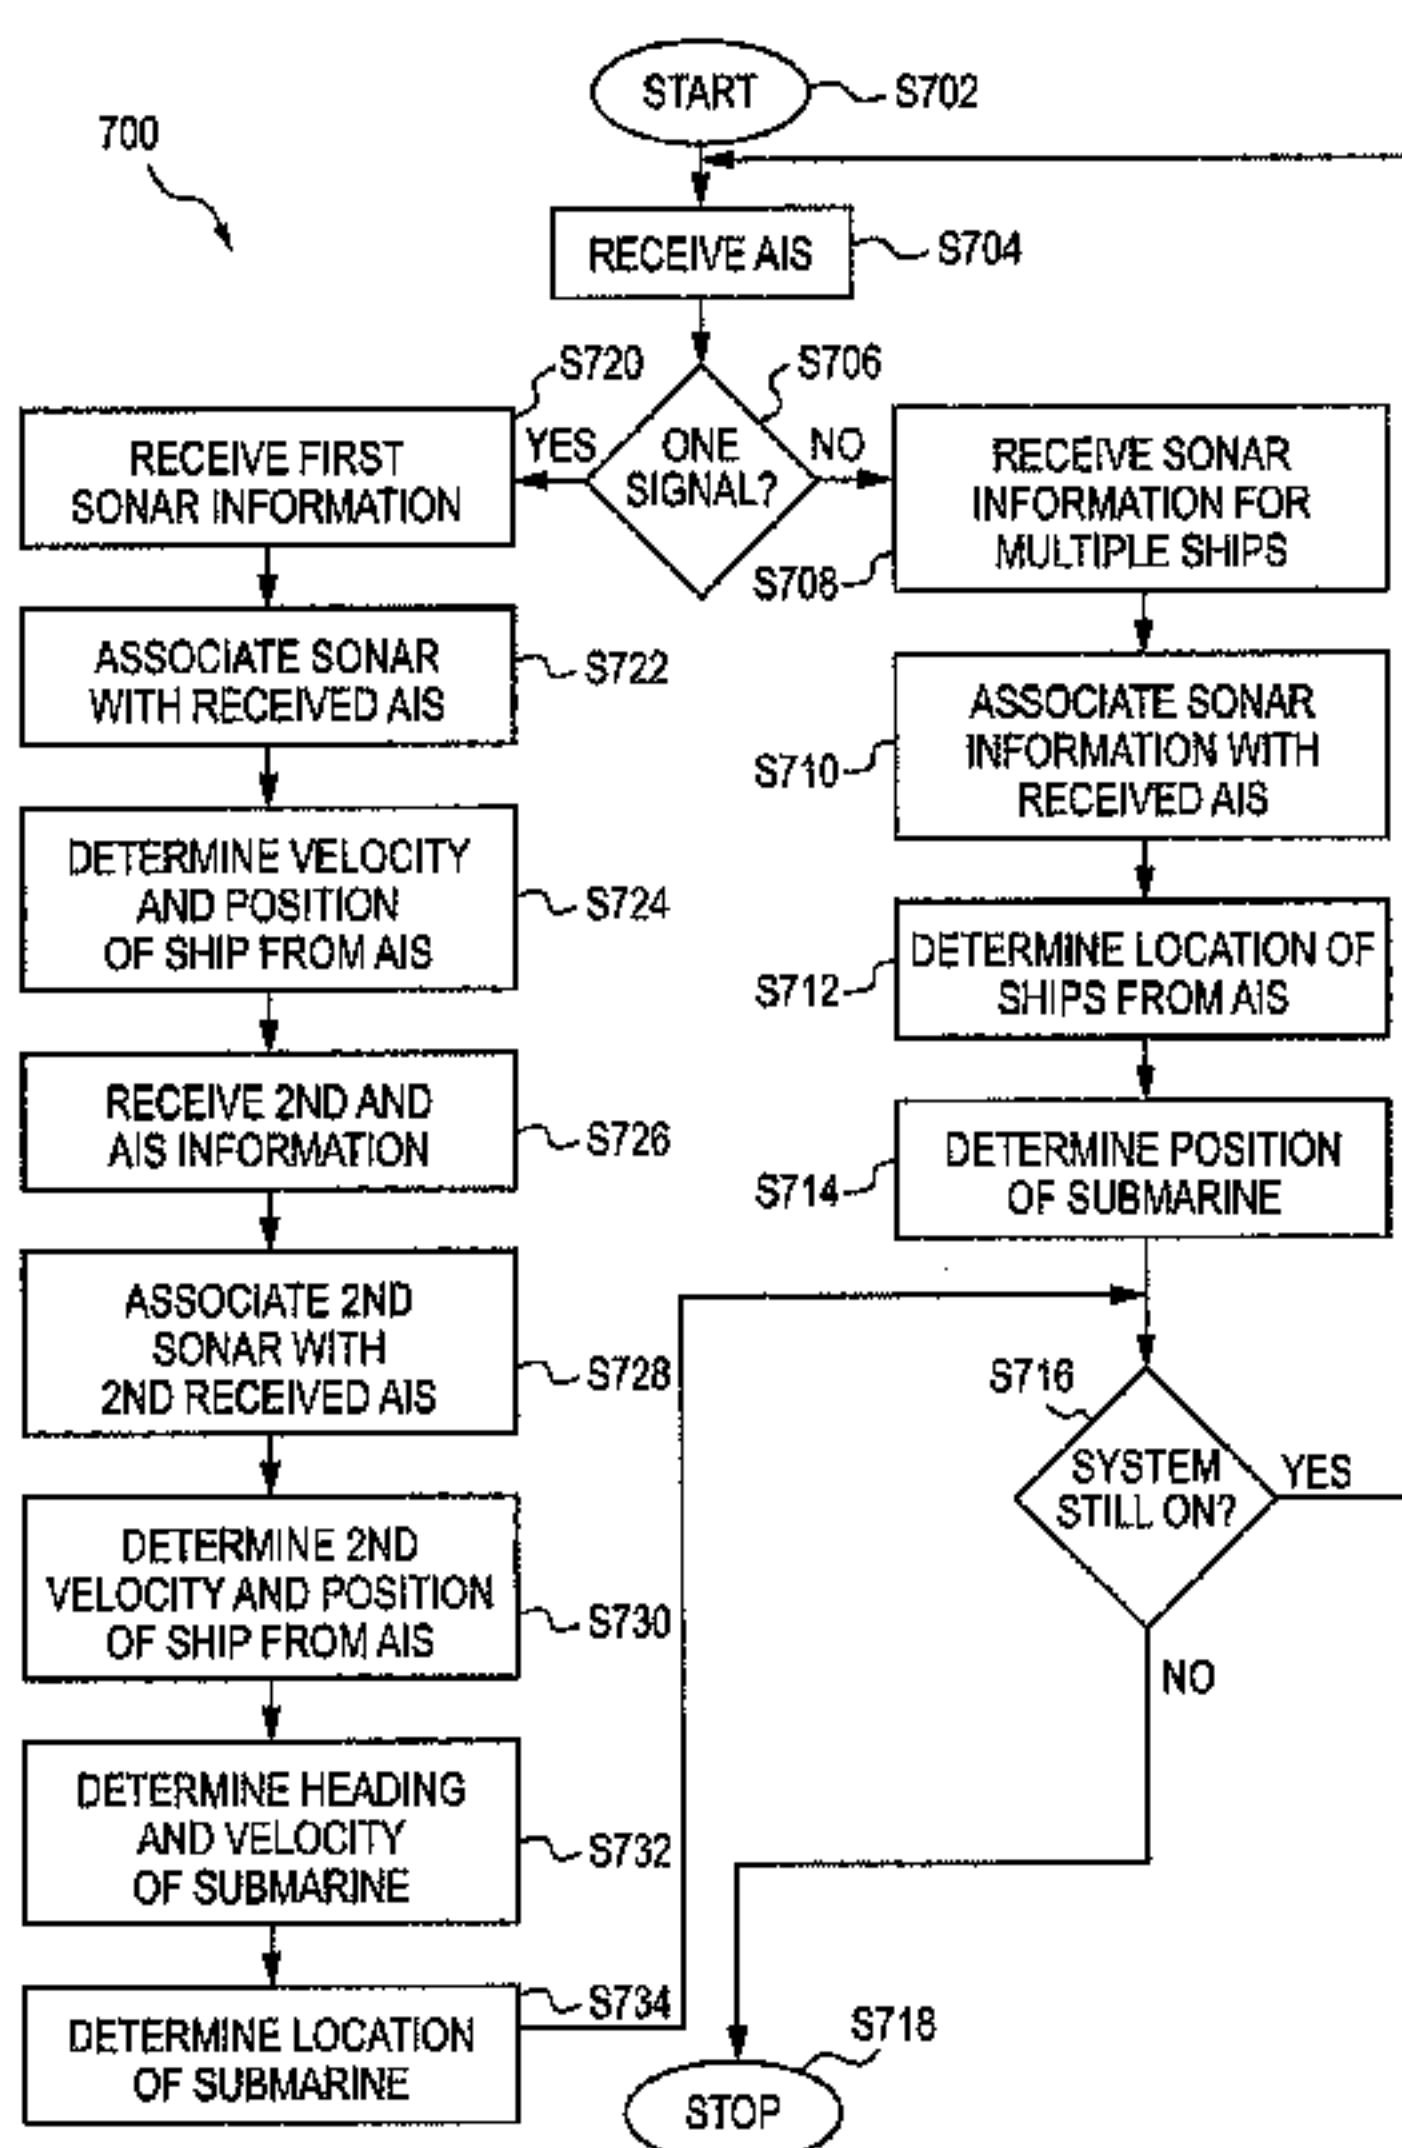 START
S702
700
RECEIVE AIS
S704
S720
S706
RECEIVE FIRST
SONAR INFORMATION
YES
ONE
SIGNAL?
NO
RECEIVE SONAR
INFORMATION FOR
MULTIPLE SHIPS
S708
ASSOCIATE SONAR
WITH RECEIVED AIS
S722
ASSOCIATE SONAR
INFORMATION WITH
RECEIVED AIS
S710
DETERMINE VELOCITY
AND POSITION
OF SHIP FROM AIS
S724
DETERMINE LOCATION OF
SHIPS FROM AIS
S712
RECEIVE 2ND AND
AIS INFORMATION
S726
DETERMINE POSITION
OF SUBMARINE
S714
ASSOCIATE 2ND
SONAR WITH
2ND RECEIVED AIS
S728
S716
SYSTEM
STILL ON?
YES
NO
DETERMINE 2ND
VELOCITY AND POSITION
OF SHIP FROM AIS
S730
DETERMINE HEADING
AND VELOCITY
OF SUBMARINE
S732
DETERMINE LOCATION
OF SUBMARINE
S734
S718
STOP